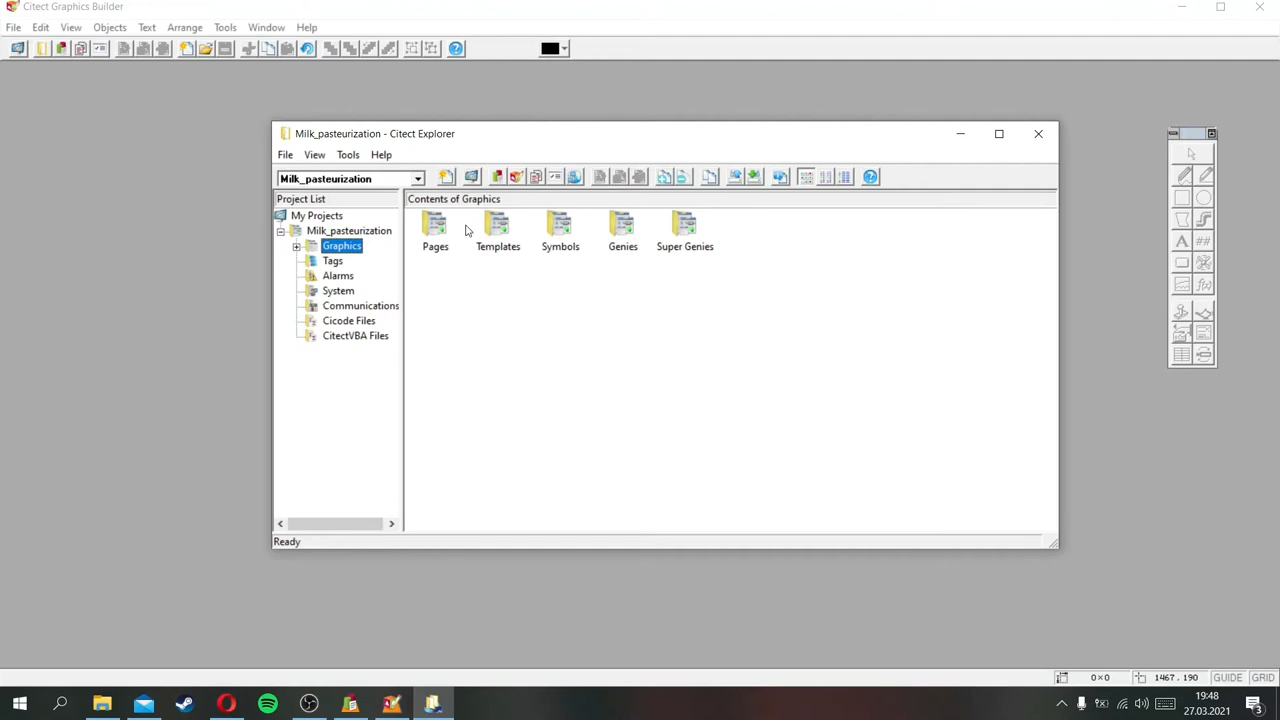 Citect Graphics Builder
File Edit View Objects Text Arrange Tools Window Help
Milk_pasteurization - Citect Explorer
File View Tools Help
Milk_pasteurization
Project List
Contents of Graphics
My Projects
Milk_pasteurization
Graphics
Tags
Alarms
System
Communications
Cicode Files
CitectVBA Files
Pages Templates Symbols Genies Super Genies
A ##
f(x)
Ready
0×0 1467 , 190 GUIDE GRID
19:48
27.03.2021
3